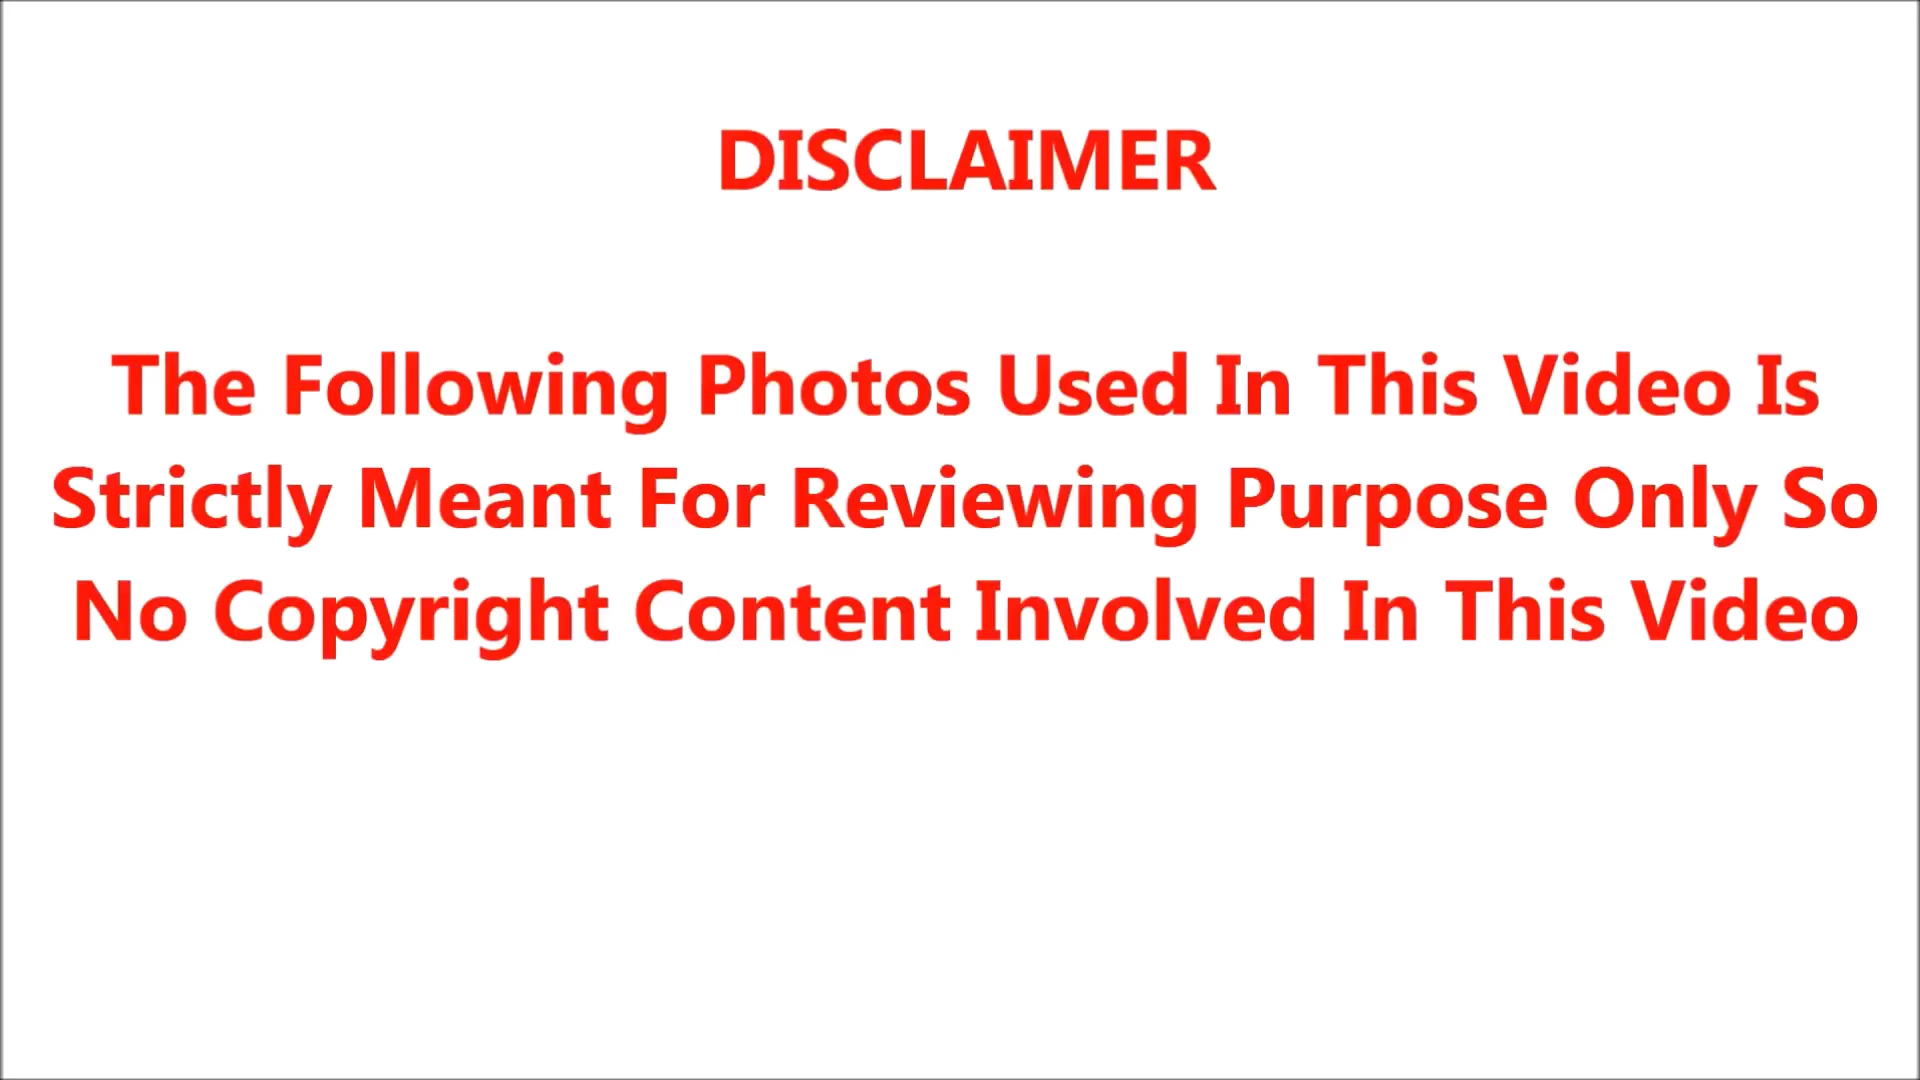 DISCLAIMER
The Following Photos Used In This Video Is
Strictly Meant For Reviewing Purpose Only So
No Copyright Content Involved In This Video